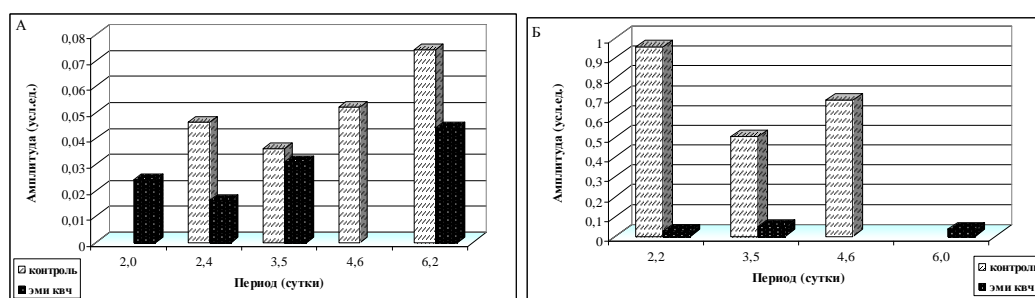 А
Амплитуда (усл.ед.)
0,08
0,07
0,06
0,05
0,04
0,03
0,02
0,01
0
2,0 2,4 3,5 4,6 6,2
Период (сутки)
контроль
эми квч
Б
Амплитуда (усл.ед.)
1
0,9
0,8
0,7
0,6
0,5
0,4
0,3
0,2
0,1
0
2,2 3,5 4,6 6,0
Период (сутки)
контроль
эми квч